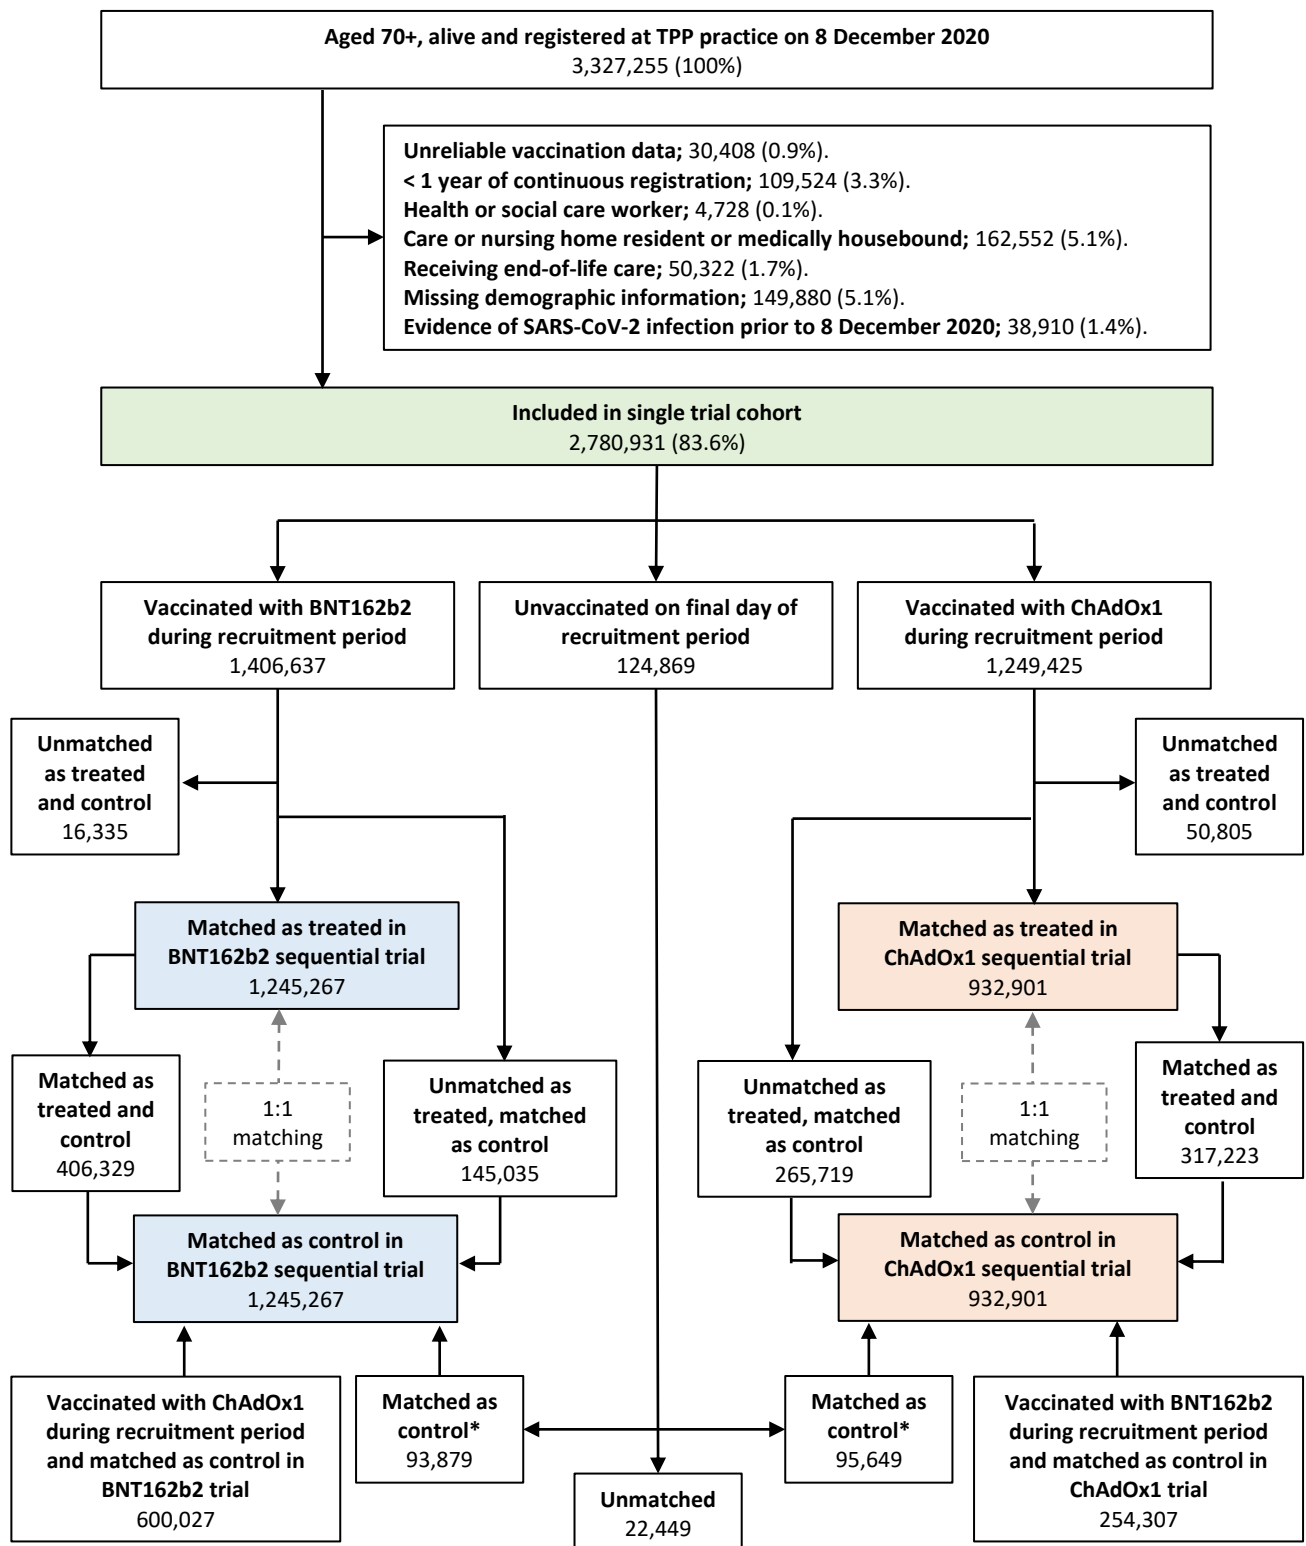 Aged 70+, alive and registered at TPP practice on 8 December 2020
3,327,255 (100%)
Unreliable vaccination data; 30,408 (0.9%).
< 1 year of continuous registration; 109,524 (3.3%).
Health or social care worker; 4,728 (0.1%).
Care or nursing home resident or medically housebound; 162,552 (5.1%).
Receiving end-of-life care; 50,322 (1.7%).
Missing demographic information; 149,880 (5.1%).
Evidence of SARS-CoV-2 infection prior to 8 December 2020; 38,910 (1.4%).
Included in single trial cohort
2,780,931 (83.6%)
Vaccinated with BNT162b2
during recruitment period
1,406,637
Unvaccinated on final day of
recruitment period
124,869
Vaccinated with ChAdOx1
during recruitment period
1,249,425
Unmatched
as treated
and control
16,335
Unmatched
as treated
and control
50,805
Matched as treated in
BNT162b2 sequential trial
1,245,267
Matched as treated in
ChAdOx1 sequential trial
932,901
Matched as
treated and
control
406,329
1:1
matching
Unmatched as
treated, matched
as control
145,035
Unmatched as
treated, matched
as control
265,719
1:1
matching
Matched as
treated and
control
317,223
Matched as control in
BNT162b2 sequential trial
1,245,267
Matched as control in
ChAdOx1 sequential trial
932,901
Vaccinated with ChAdOx1
during recruitment period
and matched as control in
BNT162b2 trial
600,027
Matched as
control*
93,879
Unmatched
22,449
Matched as
control*
95,649
Vaccinated with BNT162b2
during recruitment period
and matched as control in
ChAdOx1 trial
254,307